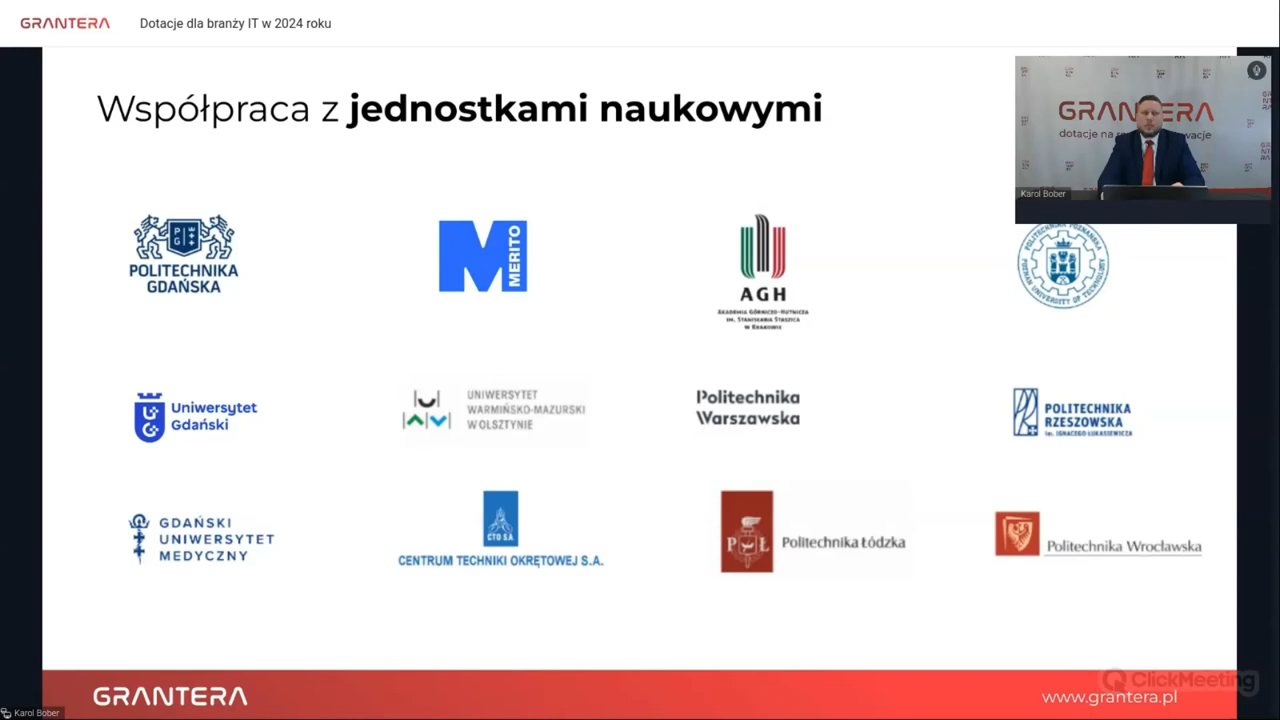 GRANTERA
Dotacje dla branży IT w 2024 roku
Współpraca z jednostkami naukowymi
GRANTERA
Karol Bober
P G
POLITECHNIKA
GDAŃSKA
MERITO
AGH
AKADEMIA GÓRNICZO-HUTNICZA
IM. STANISŁAWA STASZICA
W KRAKOWIE
POLITECHNIKA POZNAŃSKA
POZNAN UNIVERSITY OF TECHNOLOGY
Uniwersytet
Gdański
UNIWERSYTET
WARMIŃSKO-MAZURSKI
W OLSZTYNIE
Politechnika
Warszawska
POLITECHNIKA
RZESZOWSKA
im. IGNACEGO ŁUKASIEWICZA
GDAŃSKI
UNIWERSYTET
MEDYCZNY
CTO SA
CENTRUM TECHNIKI OKRĘTOWEJ S.A.
P Ł
Politechnika Łódzka
Politechnika Wrocławska
GRANTERA
ClickMeeting
www.grantera.pl
Karol Bober